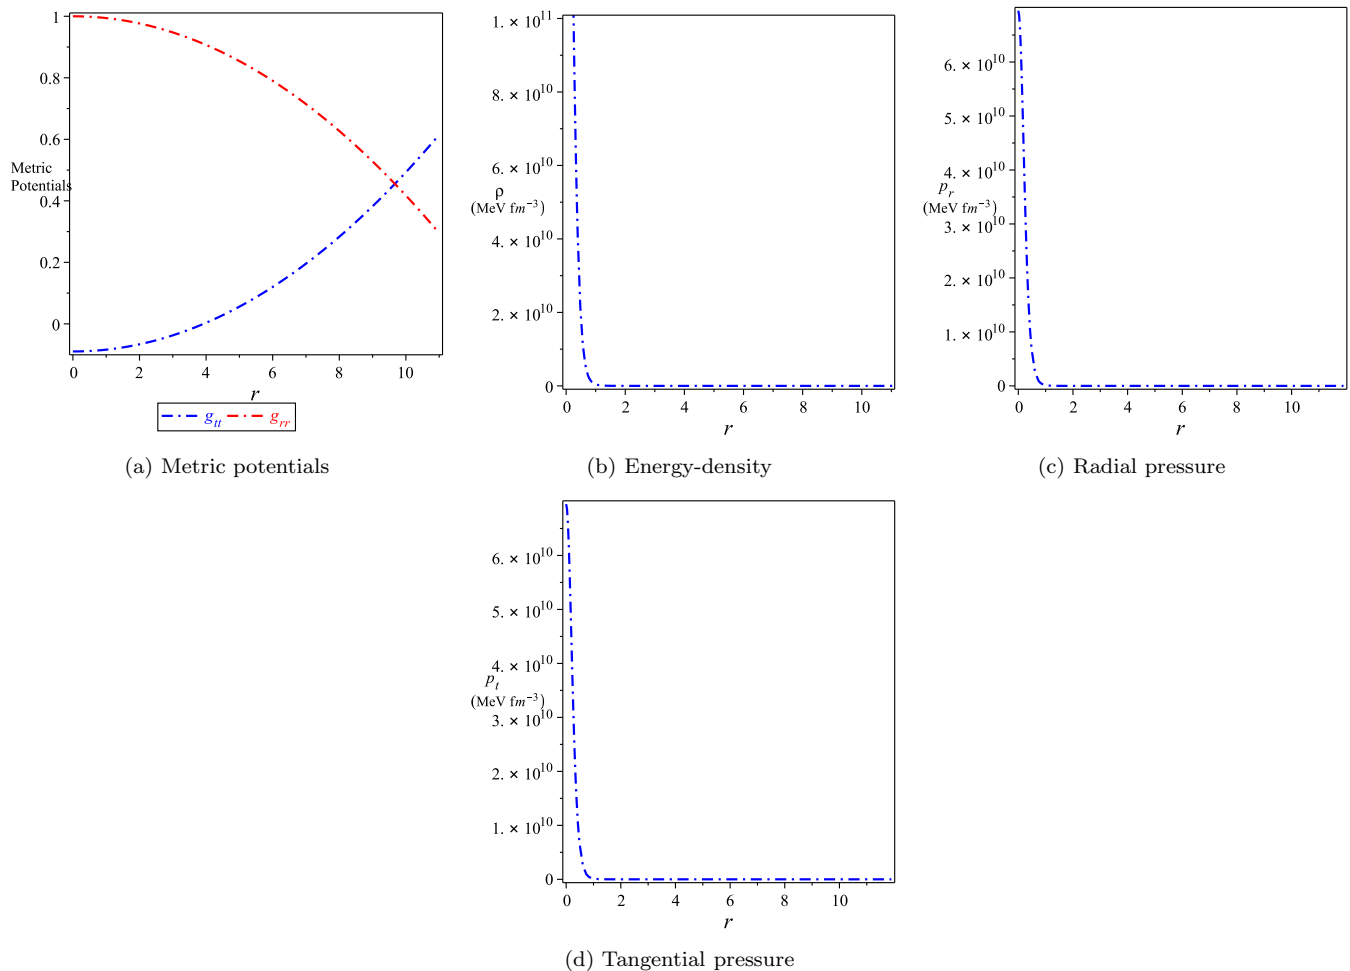 1
0.8
0.6
Metric
Potentials
0.4
0.2
0
0 2 4 6 8 10
r
g_tt g_rr
(a) Metric potentials
1. × 10^11
8. × 10^10
6. × 10^10
ρ
(MeV fm^−3)
4. × 10^10
2. × 10^10
0
0 2 4 6 8 10
r
(b) Energy-density
6. × 10^10
5. × 10^10
4. × 10^10
p_r
(MeV fm^−3)
3. × 10^10
2. × 10^10
1. × 10^10
0
0 2 4 6 8 10
r
(c) Radial pressure
6. × 10^10
5. × 10^10
4. × 10^10
p_t
(MeV fm^−3)
3. × 10^10
2. × 10^10
1. × 10^10
0
0 2 4 6 8 10
r
(d) Tangential pressure